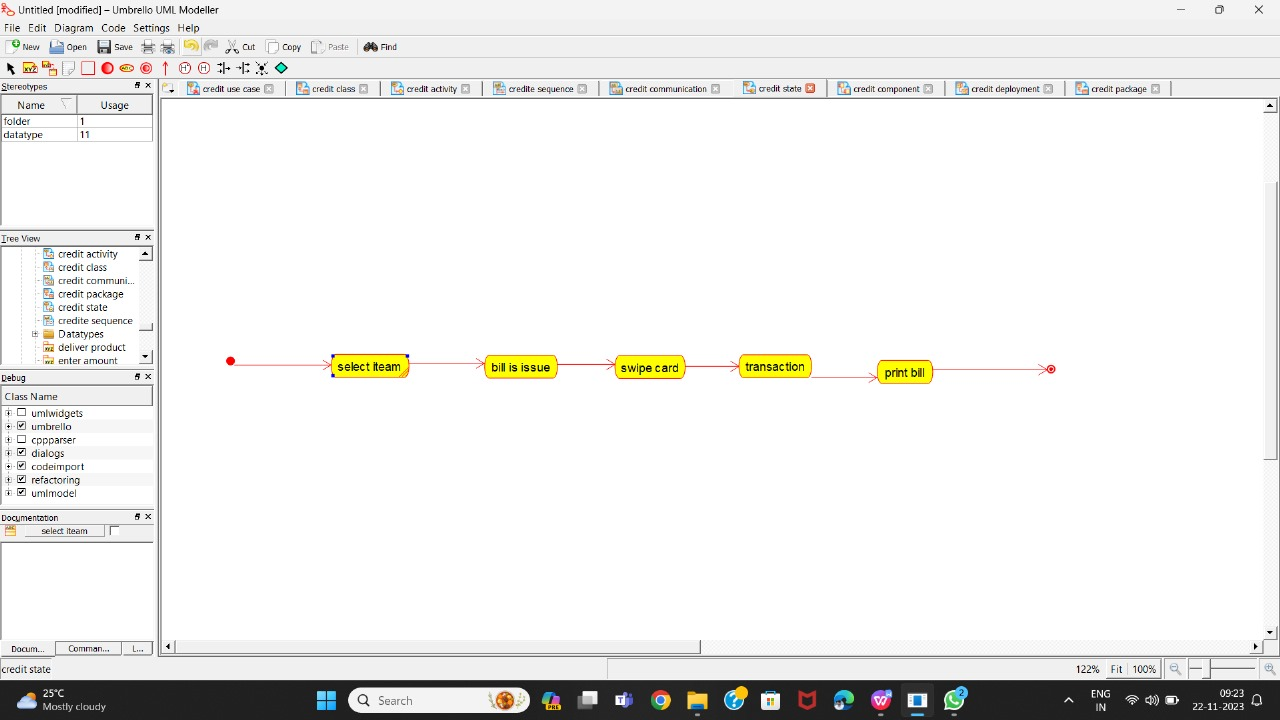 Untitled [modified] – Umbrello UML Modeller
File Edit Diagram Code Settings Help
New Open Save Cut Copy Paste Find
Stereotypes
Name Usage
folder 1
datatype 11
Tree View
credit activity
credit class
credit communi...
credit package
credit state
credite sequence
Datatypes
deliver product
enter amount
Debug
Class Name
umlwidgets
umbrello
cppparser
dialogs
codeimport
refactoring
umlmodel
Documentation
select iteam
Docum... Comman... L...
credit use case credit class credit activity credite sequence credit communication credit state credit component credit deployment credit package
select iteam bill is issue swipe card transaction print bill
credit state
122% Fit 100%
25°C
Mostly cloudy
Search
PRE
2
ENG
IN
09:23
22-11-2023